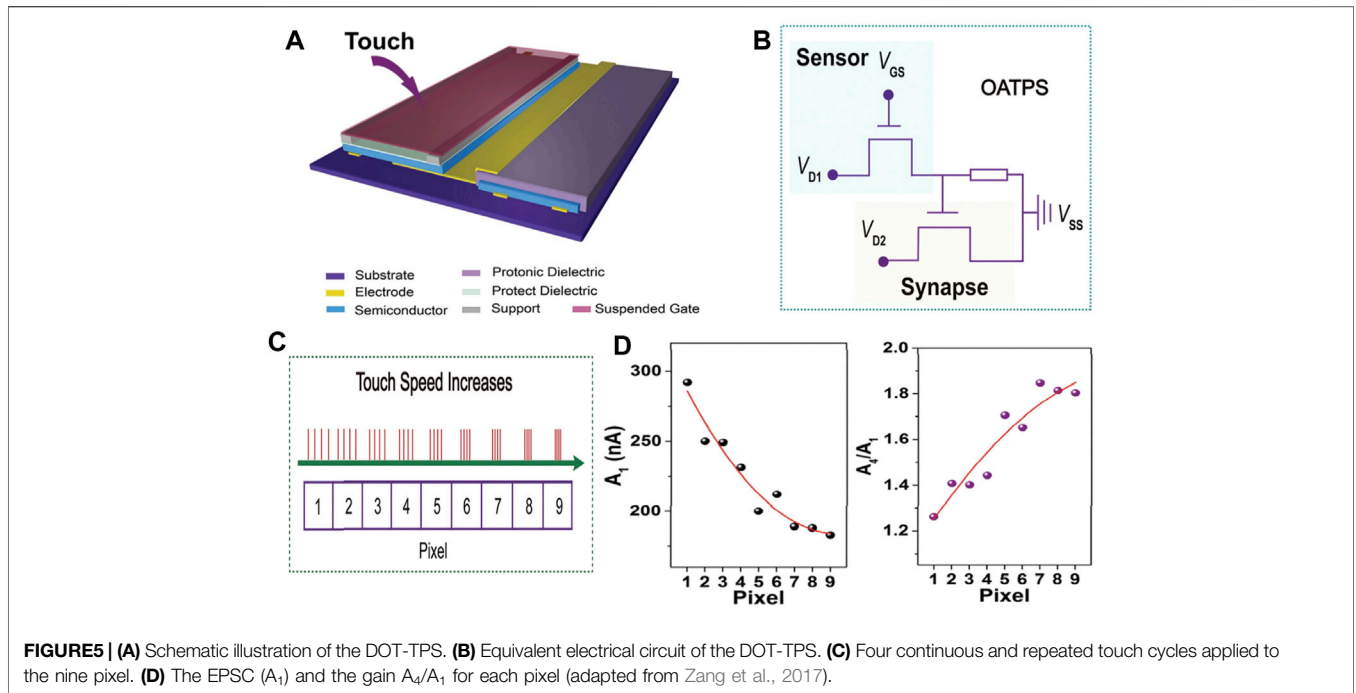 A
Touch
Substrate
Electrode
Semiconductor
Protonic Dielectric
Protect Dielectric
Support
Suspended Gate
B
Sensor
VGS
OATPS
VD1
VSS
VD2
Synapse
C
Touch Speed Increases
1 2 3 4 5 6 7 8 9
Pixel
D
A1 (nA)
300
250
200
1 2 3 4 5 6 7 8 9
Pixel
A4/A1
2.0
1.8
1.6
1.4
1.2
1 2 3 4 5 6 7 8 9
Pixel
FIGURE5 | (A) Schematic illustration of the DOT-TPS. (B) Equivalent electrical circuit of the DOT-TPS. (C) Four continuous and repeated touch cycles applied to
the nine pixel. (D) The EPSC (A1) and the gain A4/A1 for each pixel (adapted from Zang et al., 2017).